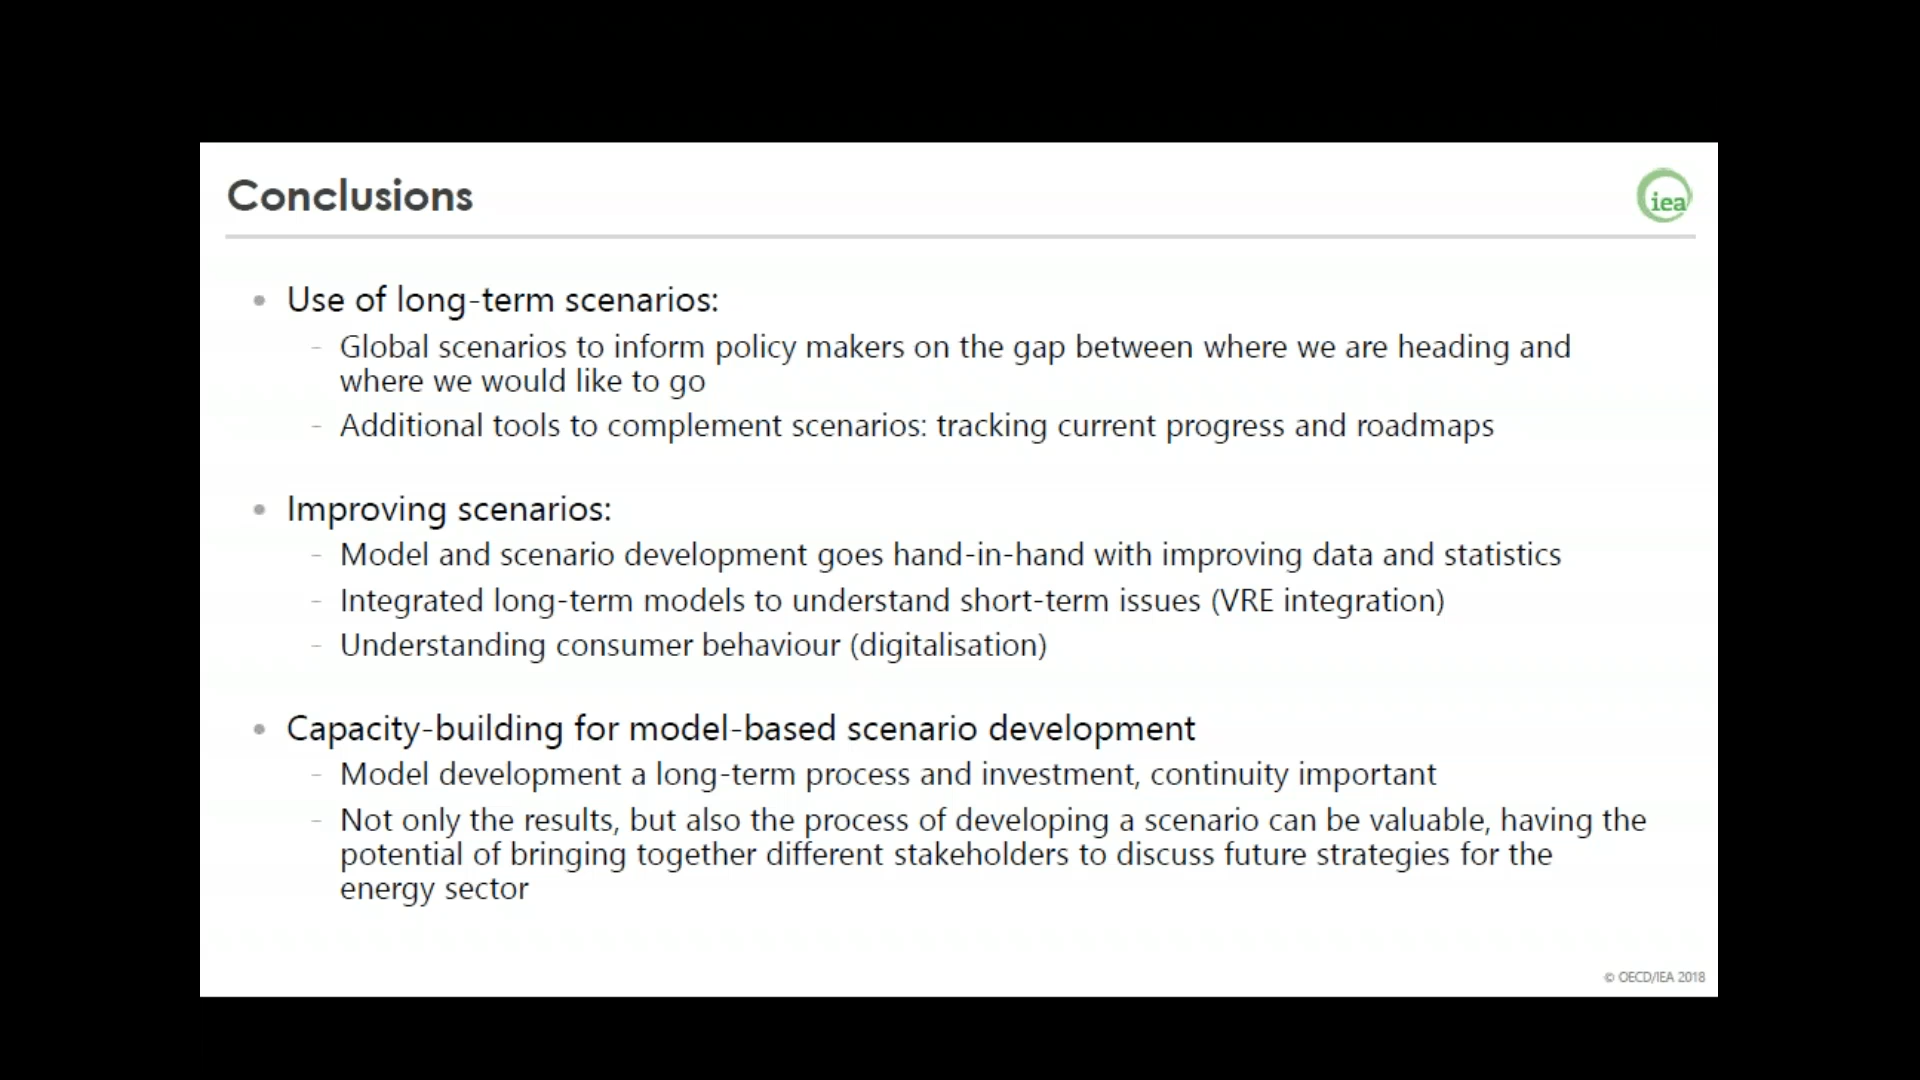 Conclusions
iea
• Use of long-term scenarios:
- Global scenarios to inform policy makers on the gap between where we are heading and
where we would like to go
- Additional tools to complement scenarios: tracking current progress and roadmaps
• Improving scenarios:
- Model and scenario development goes hand-in-hand with improving data and statistics
- Integrated long-term models to understand short-term issues (VRE integration)
- Understanding consumer behaviour (digitalisation)
• Capacity-building for model-based scenario development
- Model development a long-term process and investment, continuity important
- Not only the results, but also the process of developing a scenario can be valuable, having the
potential of bringing together different stakeholders to discuss future strategies for the
energy sector
© OECD/IEA 2018